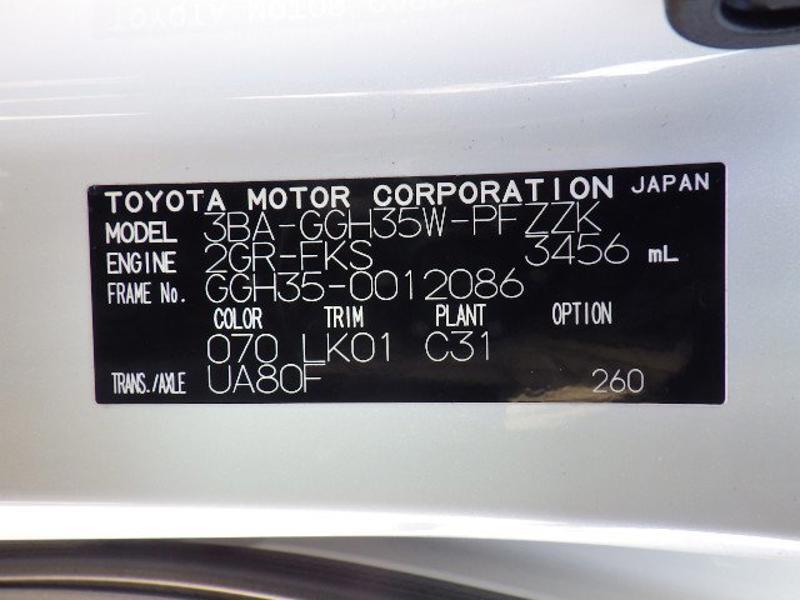 TOYOTA MOTOR CORPORATION JAPAN
MODEL 3BA-GGH35W-PFZZK
ENGINE 2GR-FKS 3456 mL
FRAME No. GGH35-0012086
COLOR TRIM PLANT OPTION
070 LK01 C31
TRANS./AXLE UA80F 260